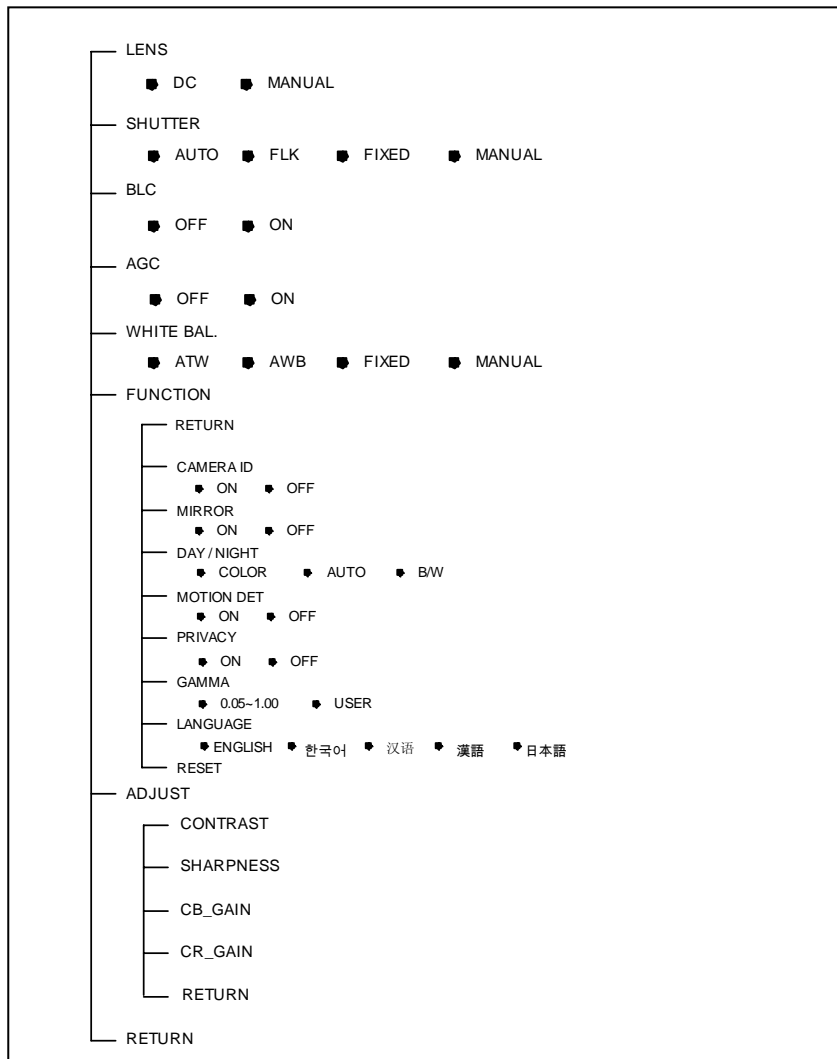 LENS
DC MANUAL
SHUTTER
AUTO FLK FIXED MANUAL
BLC
OFF ON
AGC
OFF ON
WHITE BAL.
ATW AWB FIXED MANUAL
FUNCTION
RETURN
CAMERA ID
ON OFF
MIRROR
ON OFF
DAY / NIGHT
COLOR AUTO B/W
MOTION DET
ON OFF
PRIVACY
ON OFF
GAMMA
0.05~1.00 USER
LANGUAGE
ENGLISH 한국어 汉语 漢語 日本語
RESET
ADJUST
CONTRAST
SHARPNESS
CB_GAIN
CR_GAIN
RETURN
RETURN